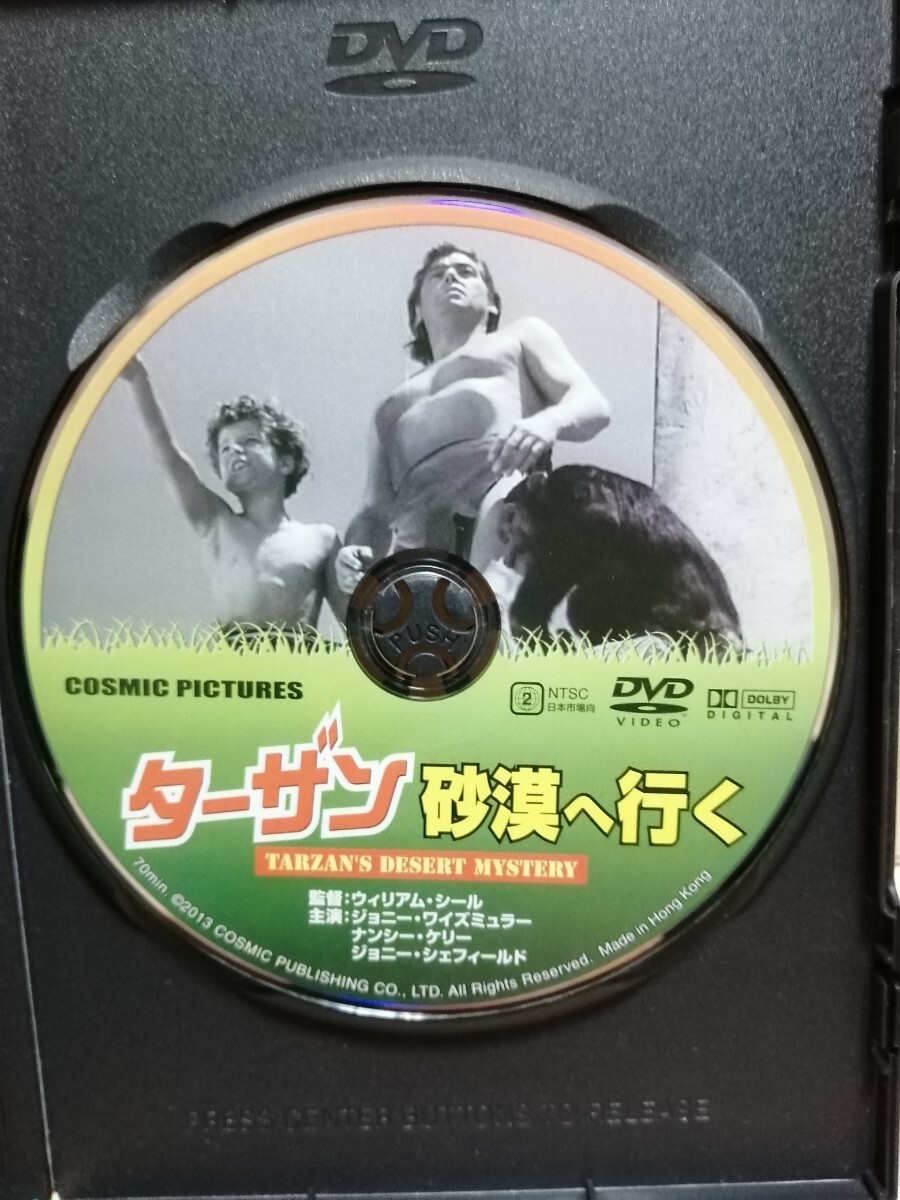 DVD
PUSH
COSMIC PICTURES
2 NTSC
日本市場向
DVD
VIDEO™
DOLBY
DIGITAL
ターザン 砂漠へ行く
TARZAN'S DESERT MYSTERY
監督:ウィリアム・シール
主演:ジョニー・ワイズミュラー
ナンシー・ケリー
ジョニー・シェフィールド
70min. ©2013 COSMIC PUBLISHING CO., LTD. All Rights Reserved. Made in Hong Kong
PRESS CENTER BUTTONS TO RELEASE